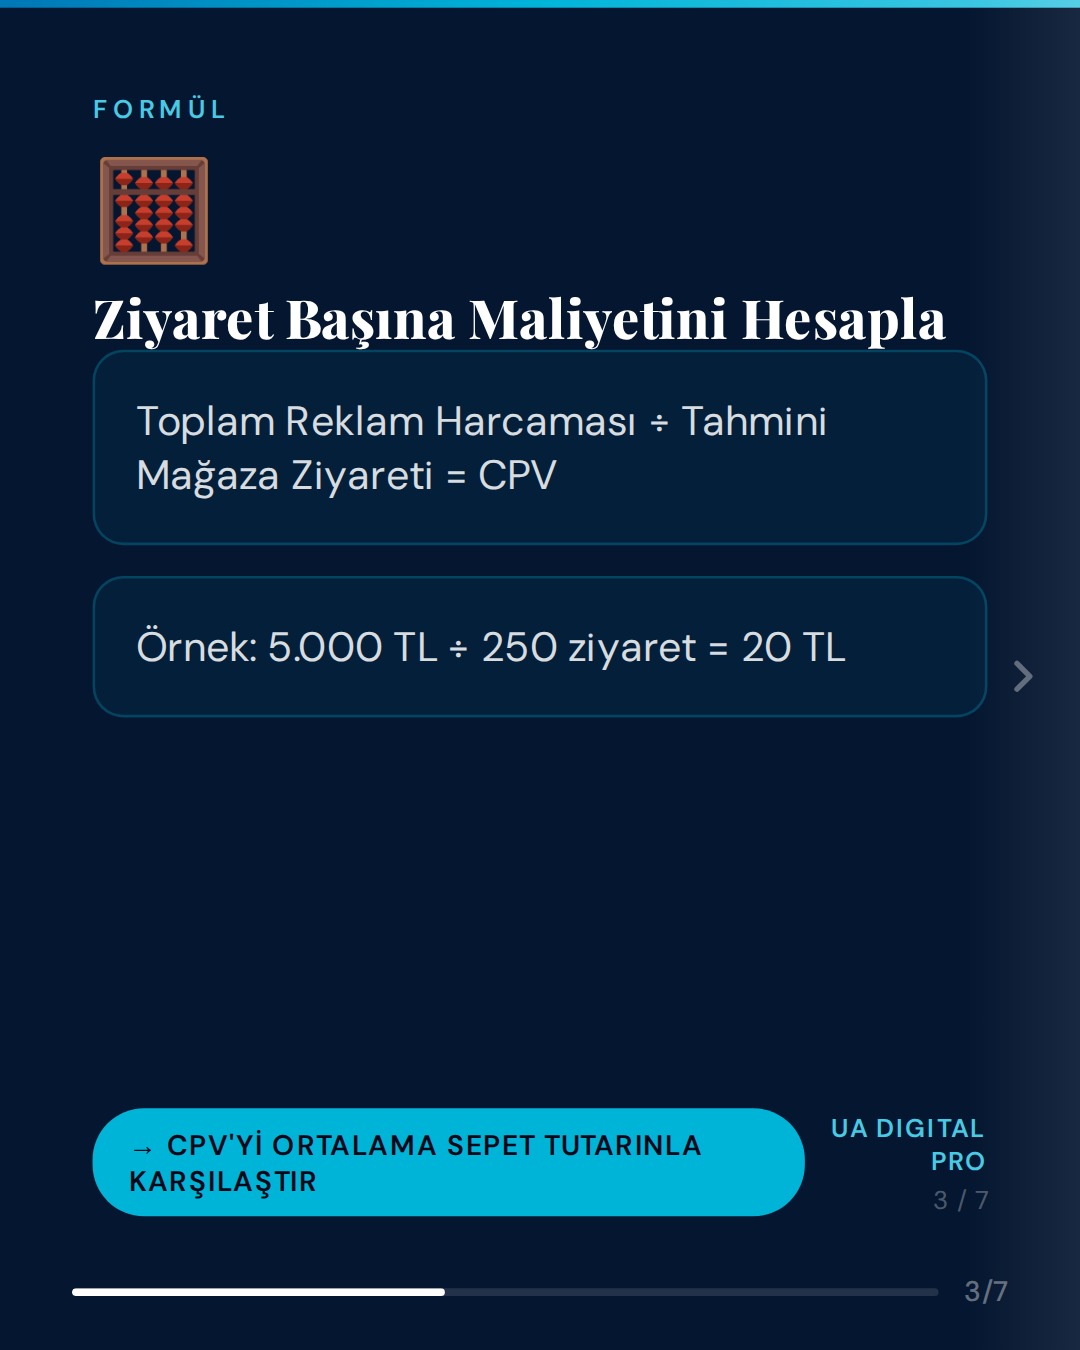 FORMÜL
Ziyaret Başına Maliyetini Hesapla
Toplam Reklam Harcaması ÷ Tahmini
Mağaza Ziyareti = CPV
Örnek: 5.000 TL ÷ 250 ziyaret = 20 TL
→ CPV'Yİ ORTALAMA SEPET TUTARINLA
KARŞILAŞTIR
UA DIGITAL
PRO
3 / 7
3/7